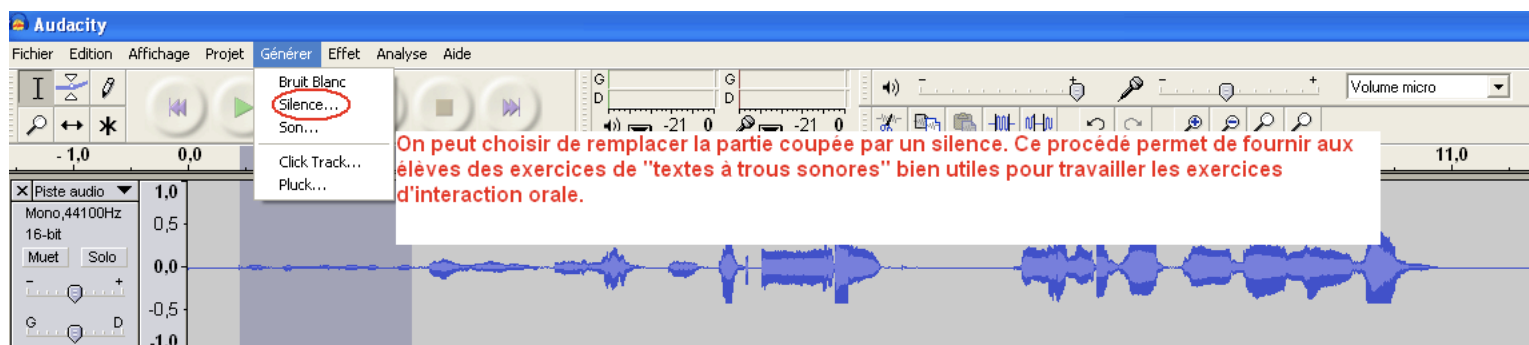 Audacity
Fichier Edition Affichage Projet Générer Effet Analyse Aide
Bruit Blanc
Silence...
Son...
Click Track...
Pluck...
G
D
-21 0
G
D
-21 0
- +
- +
Volume micro
On peut choisir de remplacer la partie coupée par un silence. Ce procédé permet de fournir aux
élèves des exercices de "textes à trous sonores" bien utiles pour travailler les exercices
d'interaction orale.
- 1,0 0,0 11,0
X Piste audio
Mono,44100Hz
16-bit
Muet Solo
- +
G D
1,0
0,5
0,0
-0,5
-1,0